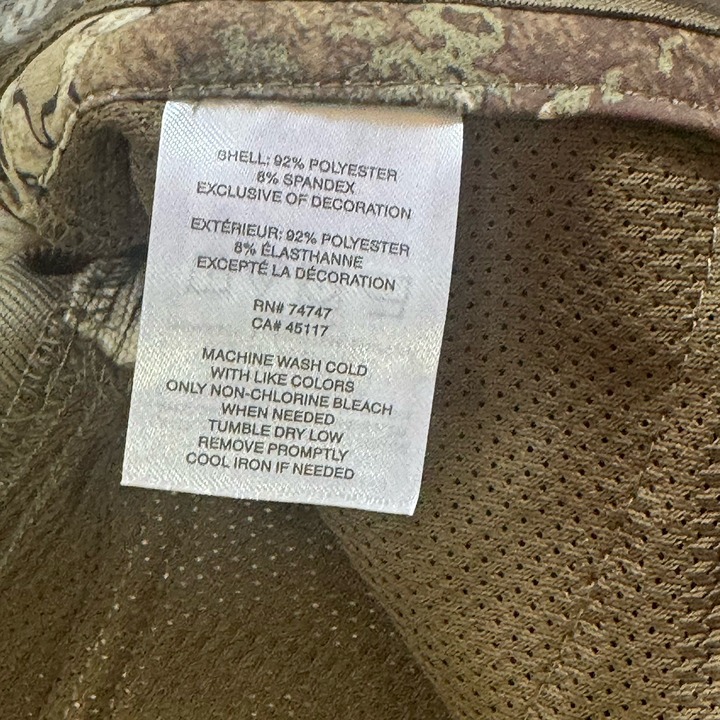 SHELL: 92% POLYESTER
8% SPANDEX
EXCLUSIVE OF DECORATION
EXTÉRIEUR: 92% POLYESTER
8% ÉLASTHANNE
EXCEPTÉ LA DÉCORATION
RN# 74747
CA# 45117
MACHINE WASH COLD
WITH LIKE COLORS
ONLY NON-CHLORINE BLEACH
WHEN NEEDED
TUMBLE DRY LOW
REMOVE PROMPTLY
COOL IRON IF NEEDED